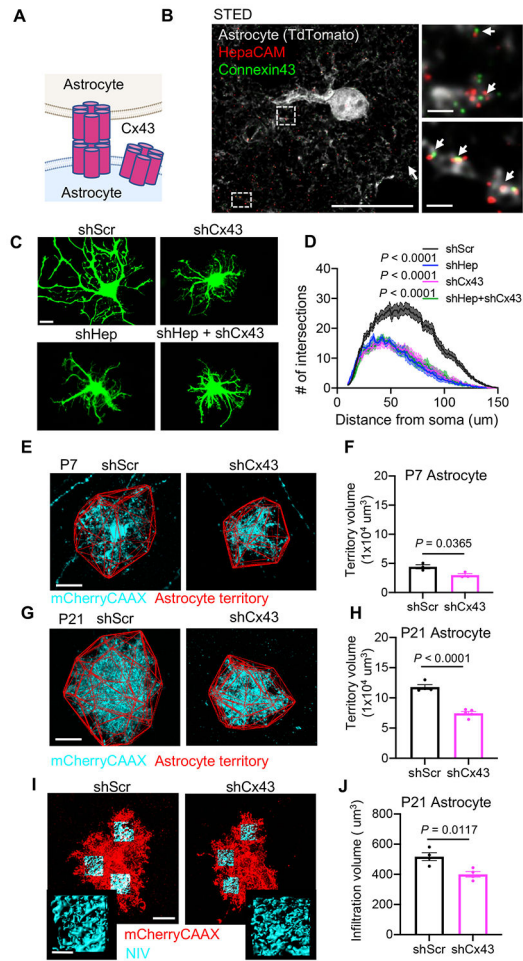 A
Astrocyte
Cx43
Astrocyte
B
STED
Astrocyte (TdTomato)
HepaCAM
Connexin43
C
shScr
shCx43
shHep
shHep + shCx43
D
shScr
P < 0.0001
shHep
P < 0.0001
shCx43
P < 0.0001
shHep+shCx43
# of intersections
40
30
20
10
0
0
50
100
150
Distance from soma (um)
E
P7
shScr
shCx43
mCherryCAAX
Astrocyte territory
F
P7 Astrocyte
Territory volume
(1x10⁴ um³)
20
15
10
5
0
P = 0.0365
shScr
shCx43
G
P21
shScr
shCx43
mCherryCAAX
Astrocyte territory
H
P21 Astrocyte
Territory volume
(1x10⁴ um³)
20
15
10
5
0
P < 0.0001
shScr
shCx43
I
shScr
shCx43
mCherryCAAX
NIV
J
P21 Astrocyte
Infiltration volume ( um³)
800
600
400
200
0
P = 0.0117
shScr
shCx43